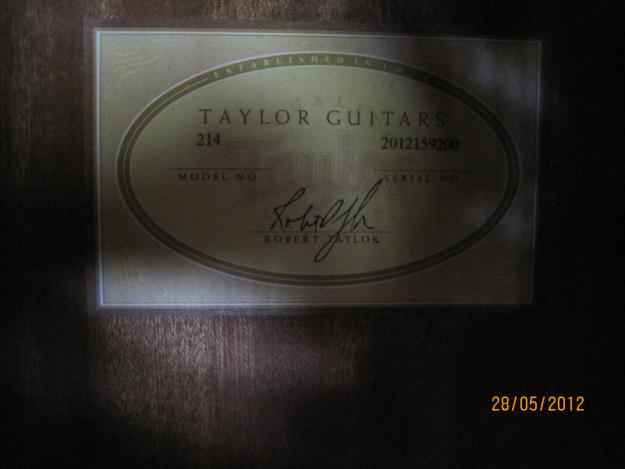 ESTABLISHED IN
TAYLOR GUITARS
214 2012159200
MODEL NO. SERIAL NO.
ROBERT TAYLOR
28/05/2012